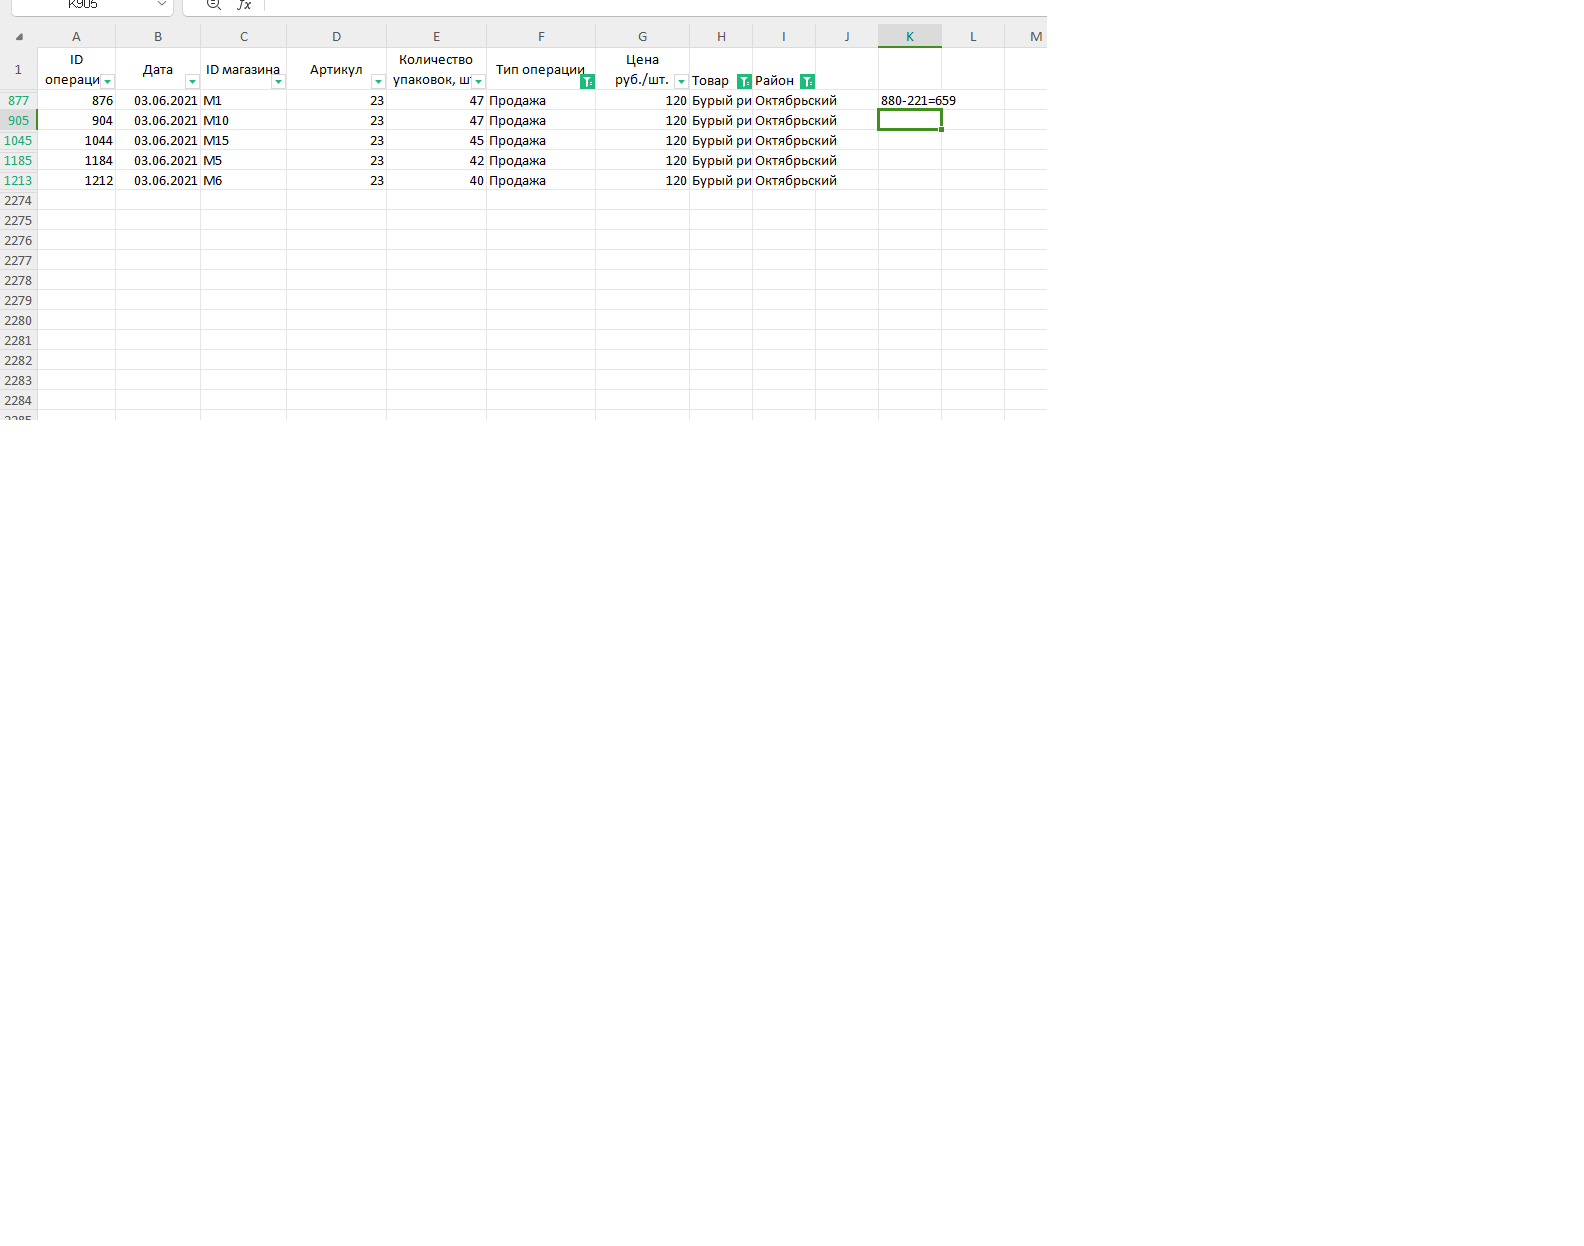 K905 fx
A B C D E F G H I J K L M
1 ID операци Дата ID магазина Артикул Количество упаковок, ш Тип операции Цена руб./шт. Товар Район
877 876 03.06.2021 M1 23 47 Продажа 120 Бурый ри Октябрьский 880-221=659
905 904 03.06.2021 M10 23 47 Продажа 120 Бурый ри Октябрьский
1045 1044 03.06.2021 M15 23 45 Продажа 120 Бурый ри Октябрьский
1185 1184 03.06.2021 M5 23 42 Продажа 120 Бурый ри Октябрьский
1213 1212 03.06.2021 M6 23 40 Продажа 120 Бурый ри Октябрьский
2274
2275
2276
2277
2278
2279
2280
2281
2282
2283
2284
2285